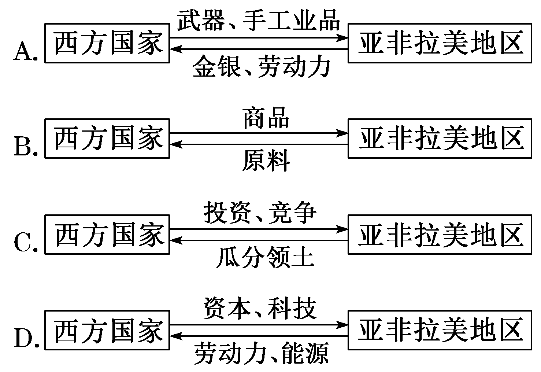 武器、手工业品
A. 西方国家 亚非拉美地区
金银、劳动力
商品
B. 西方国家 亚非拉美地区
原料
投资、竞争
C. 西方国家 亚非拉美地区
瓜分领土
资本、科技
D. 西方国家 亚非拉美地区
劳动力、能源